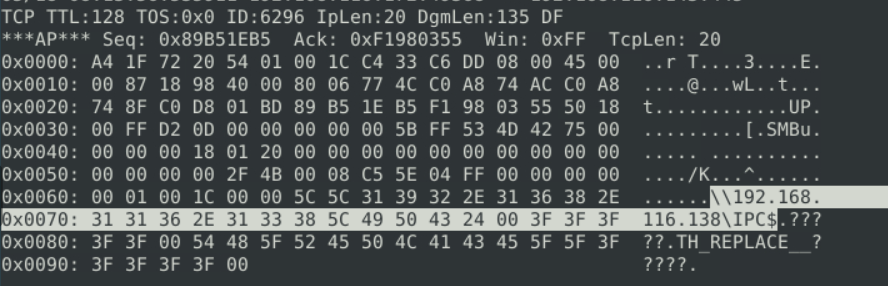 TCP TTL:128 TOS:0x0 ID:6296 IpLen:20 DgmLen:135 DF
***AP*** Seq: 0x89B51EB5  Ack: 0xF1980355  Win: 0xFF  TcpLen: 20
0x0000: A4 1F 72 20 54 01 00 1C C4 33 C6 DD 08 00 45 00  ..r T....3....E.
0x0010: 00 87 18 98 40 00 80 06 77 4C C0 A8 74 AC C0 A8  ....@...wL..t...
0x0020: 74 8F C0 D8 01 BD 89 B5 1E B5 F1 98 03 55 50 18  t............UP.
0x0030: 00 FF D2 0D 00 00 00 00 00 5B FF 53 4D 42 75 00  .........[.SMBu.
0x0040: 00 00 00 18 01 20 00 00 00 00 00 00 00 00 00 00  ..... ..........
0x0050: 00 00 00 00 2F 4B 00 08 C5 5E 04 FF 00 00 00 00  ..../K...^......
0x0060: 00 01 00 1C 00 00 5C 5C 31 39 32 2E 31 36 38 2E  ......\\192.168.
0x0070: 31 31 36 2E 31 33 38 5C 49 50 43 24 00 3F 3F 3F  116.138\IPC$.???
0x0080: 3F 3F 00 54 48 5F 52 45 50 4C 41 43 45 5F 5F 3F  ??.TH_REPLACE__?
0x0090: 3F 3F 3F 3F 00  ????.